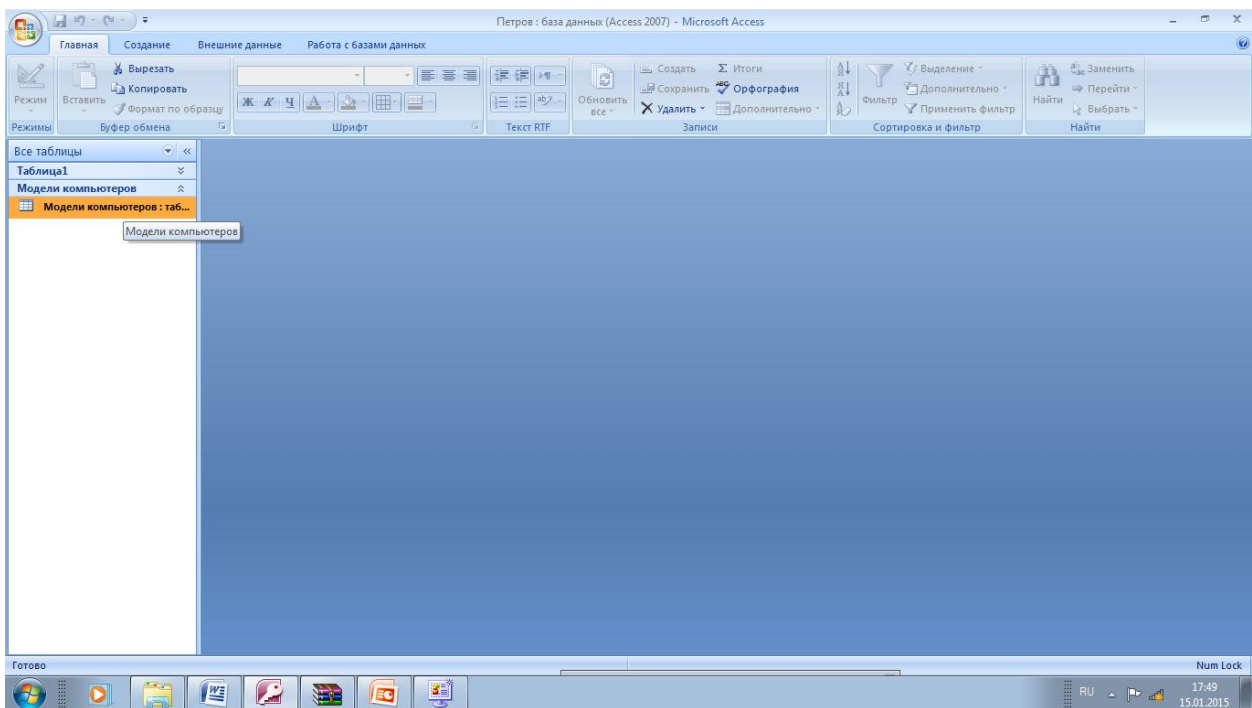 Петров : база данных (Access 2007) - Microsoft Access
Главная Создание Внешние данные Работа с базами данных
Режим
Режимы
Вставить
Вырезать
Копировать
Формат по образцу
Буфер обмена
Ж К Ч А
Шрифт
ab
Текст RTF
Обновить все
Создать
Сохранить
Удалить
Итоги
Орфография
Дополнительно
Записи
Фильтр
Выделение
Дополнительно
Применить фильтр
Сортировка и фильтр
Найти
Заменить
Перейти
Выбрать
Найти
Все таблицы
Таблица1
Модели компьютеров
Модели компьютеров : таб...
Модели компьютеров
Готово
Num Lock
RU
17:49
15.01.2015